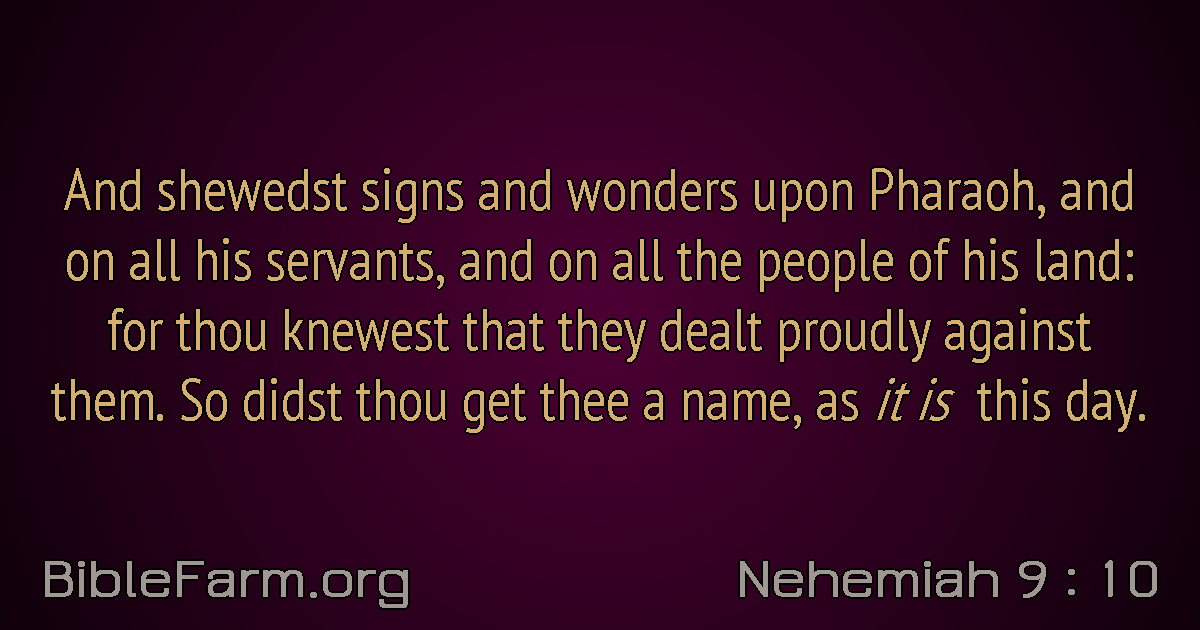 And shewedst signs and wonders upon Pharaoh, and
on all his servants, and on all the people of his land:
for thou knewest that they dealt proudly against
them. So didst thou get thee a name, as it is this day.
BibleFarm.org
Nehemiah 9 : 10